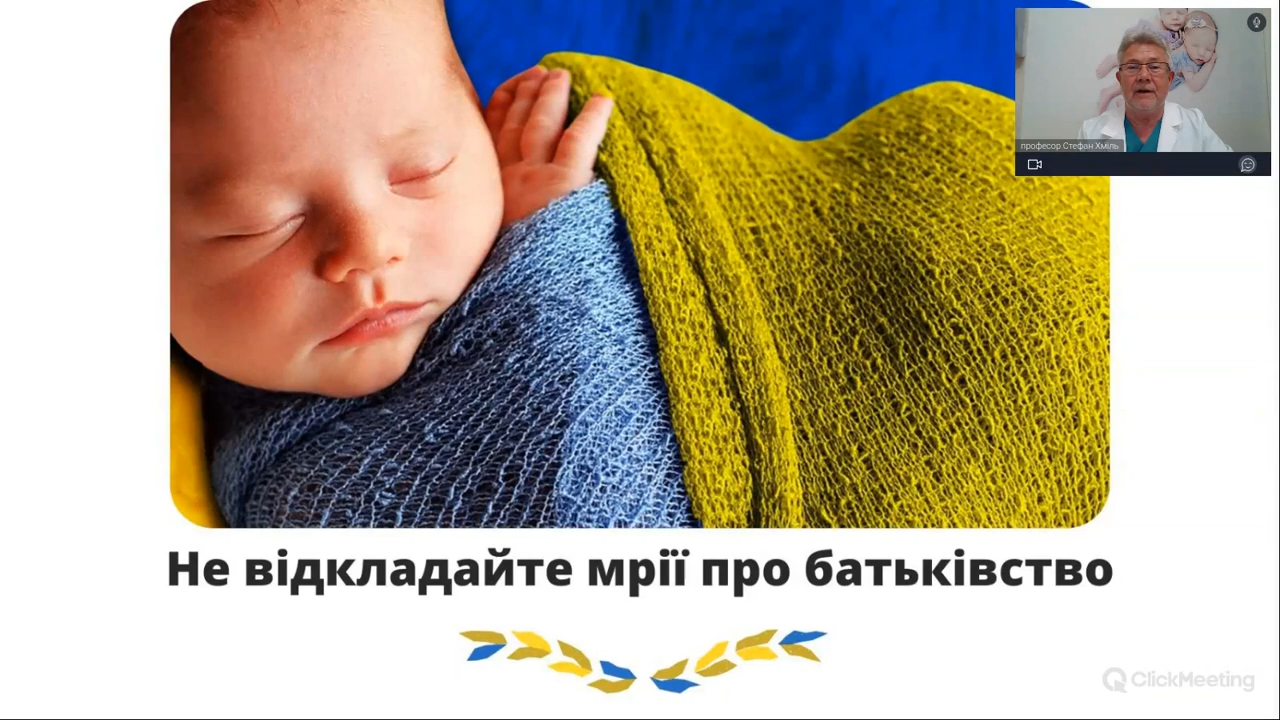 професор Стефан Хміль
Не відкладайте мрії про батьківство
ClickMeeting